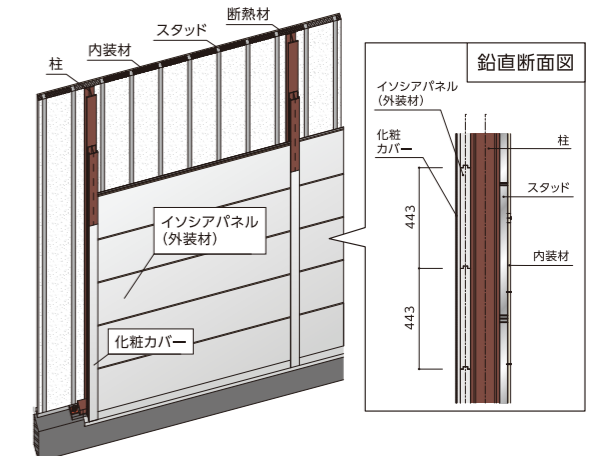 断熱材
スタッド
内装材
柱
イソシアパネル
(外装材)
化粧カバー
鉛直断面図
イソシアパネル
(外装材)
化粧
カバー
柱
スタッド
内装材
443
443